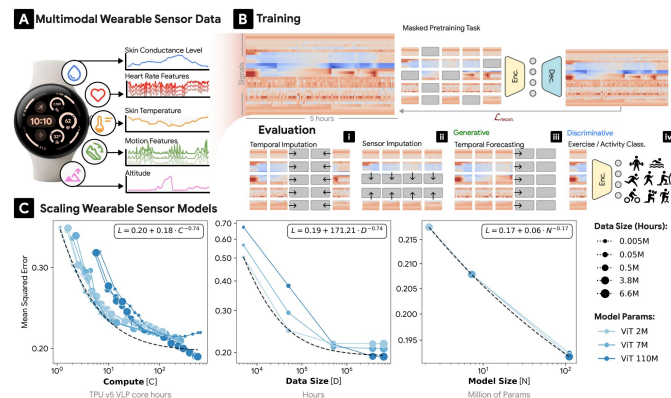 A Multimodal Wearable Sensor Data
Skin Conductance Level
Heart Rate Features
Skin Temperature
Motion Features
Altitude
10:10
62
B Training
Masked Pretraining Task
Signals
5 hours
Enc.
Dec.
L recon.
Evaluation
Generative
Discriminative
Temporal Imputation
i
Sensor Imputation
ii
Temporal Forecasting
iii
Exercise / Activity Class.
iv
Enc.
C Scaling Wearable Sensor Models
Mean Squared Error
L = 0.20 + 0.18 · C^-0.74
0.30
0.20
10^0
10^1
10^2
Compute [C]
TPU v5 VLP core hours
L = 0.19 + 171.21 · D^-0.74
0.70
0.60
0.50
0.40
0.30
0.20
10^4
10^5
10^6
Data Size [D]
Hours
L = 0.17 + 0.06 · N^-0.17
0.215
0.210
0.205
0.200
0.195
10^1
10^2
Model Size [N]
Million of Params
Data Size (Hours):
0.005M
0.05M
0.5M
3.8M
6.6M
Model Params:
ViT 2M
ViT 7M
ViT 110M